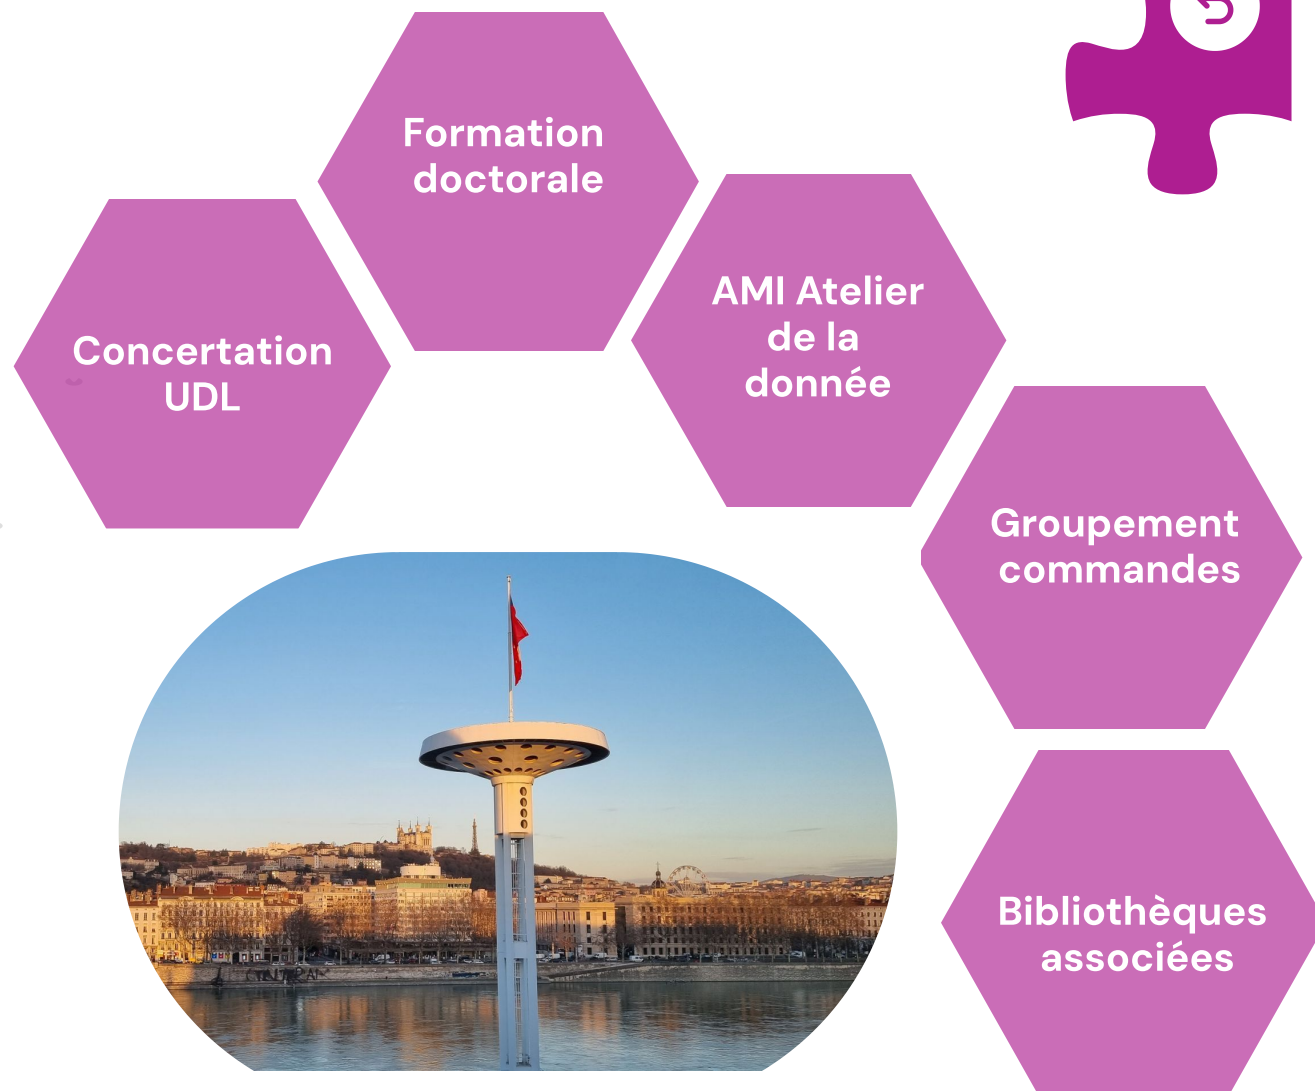 Formation
doctorale
AMI Atelier
de la
donnée
Concertation
UDL
Groupement
commandes
Bibliothèques
associées